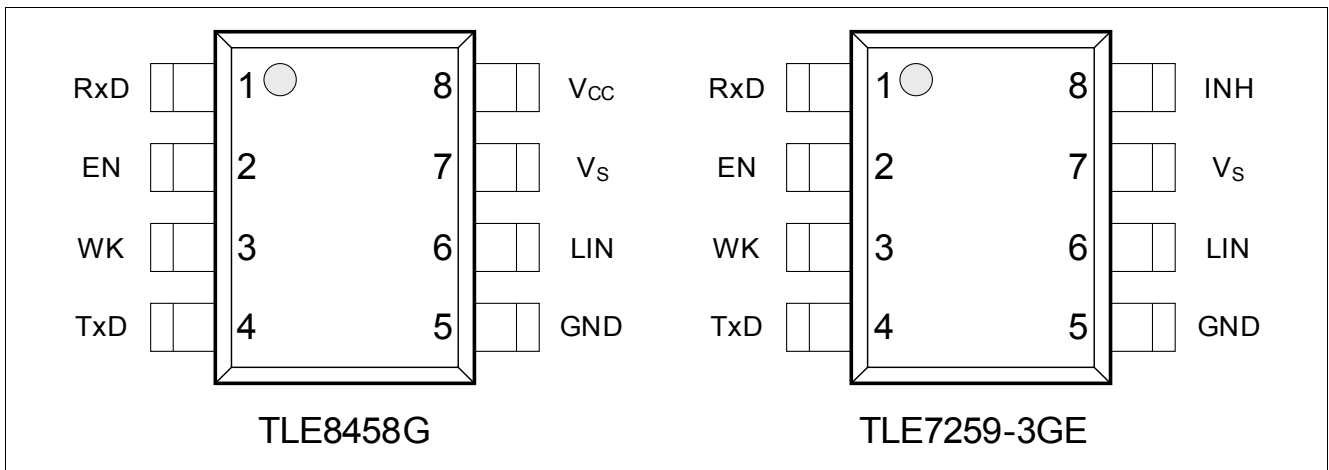 RxD 1 8 VCC RxD 1 8 INH
EN 2 7 VS EN 2 7 VS
WK 3 6 LIN WK 3 6 LIN
TxD 4 5 GND TxD 4 5 GND
TLE8458G TLE7259-3GE